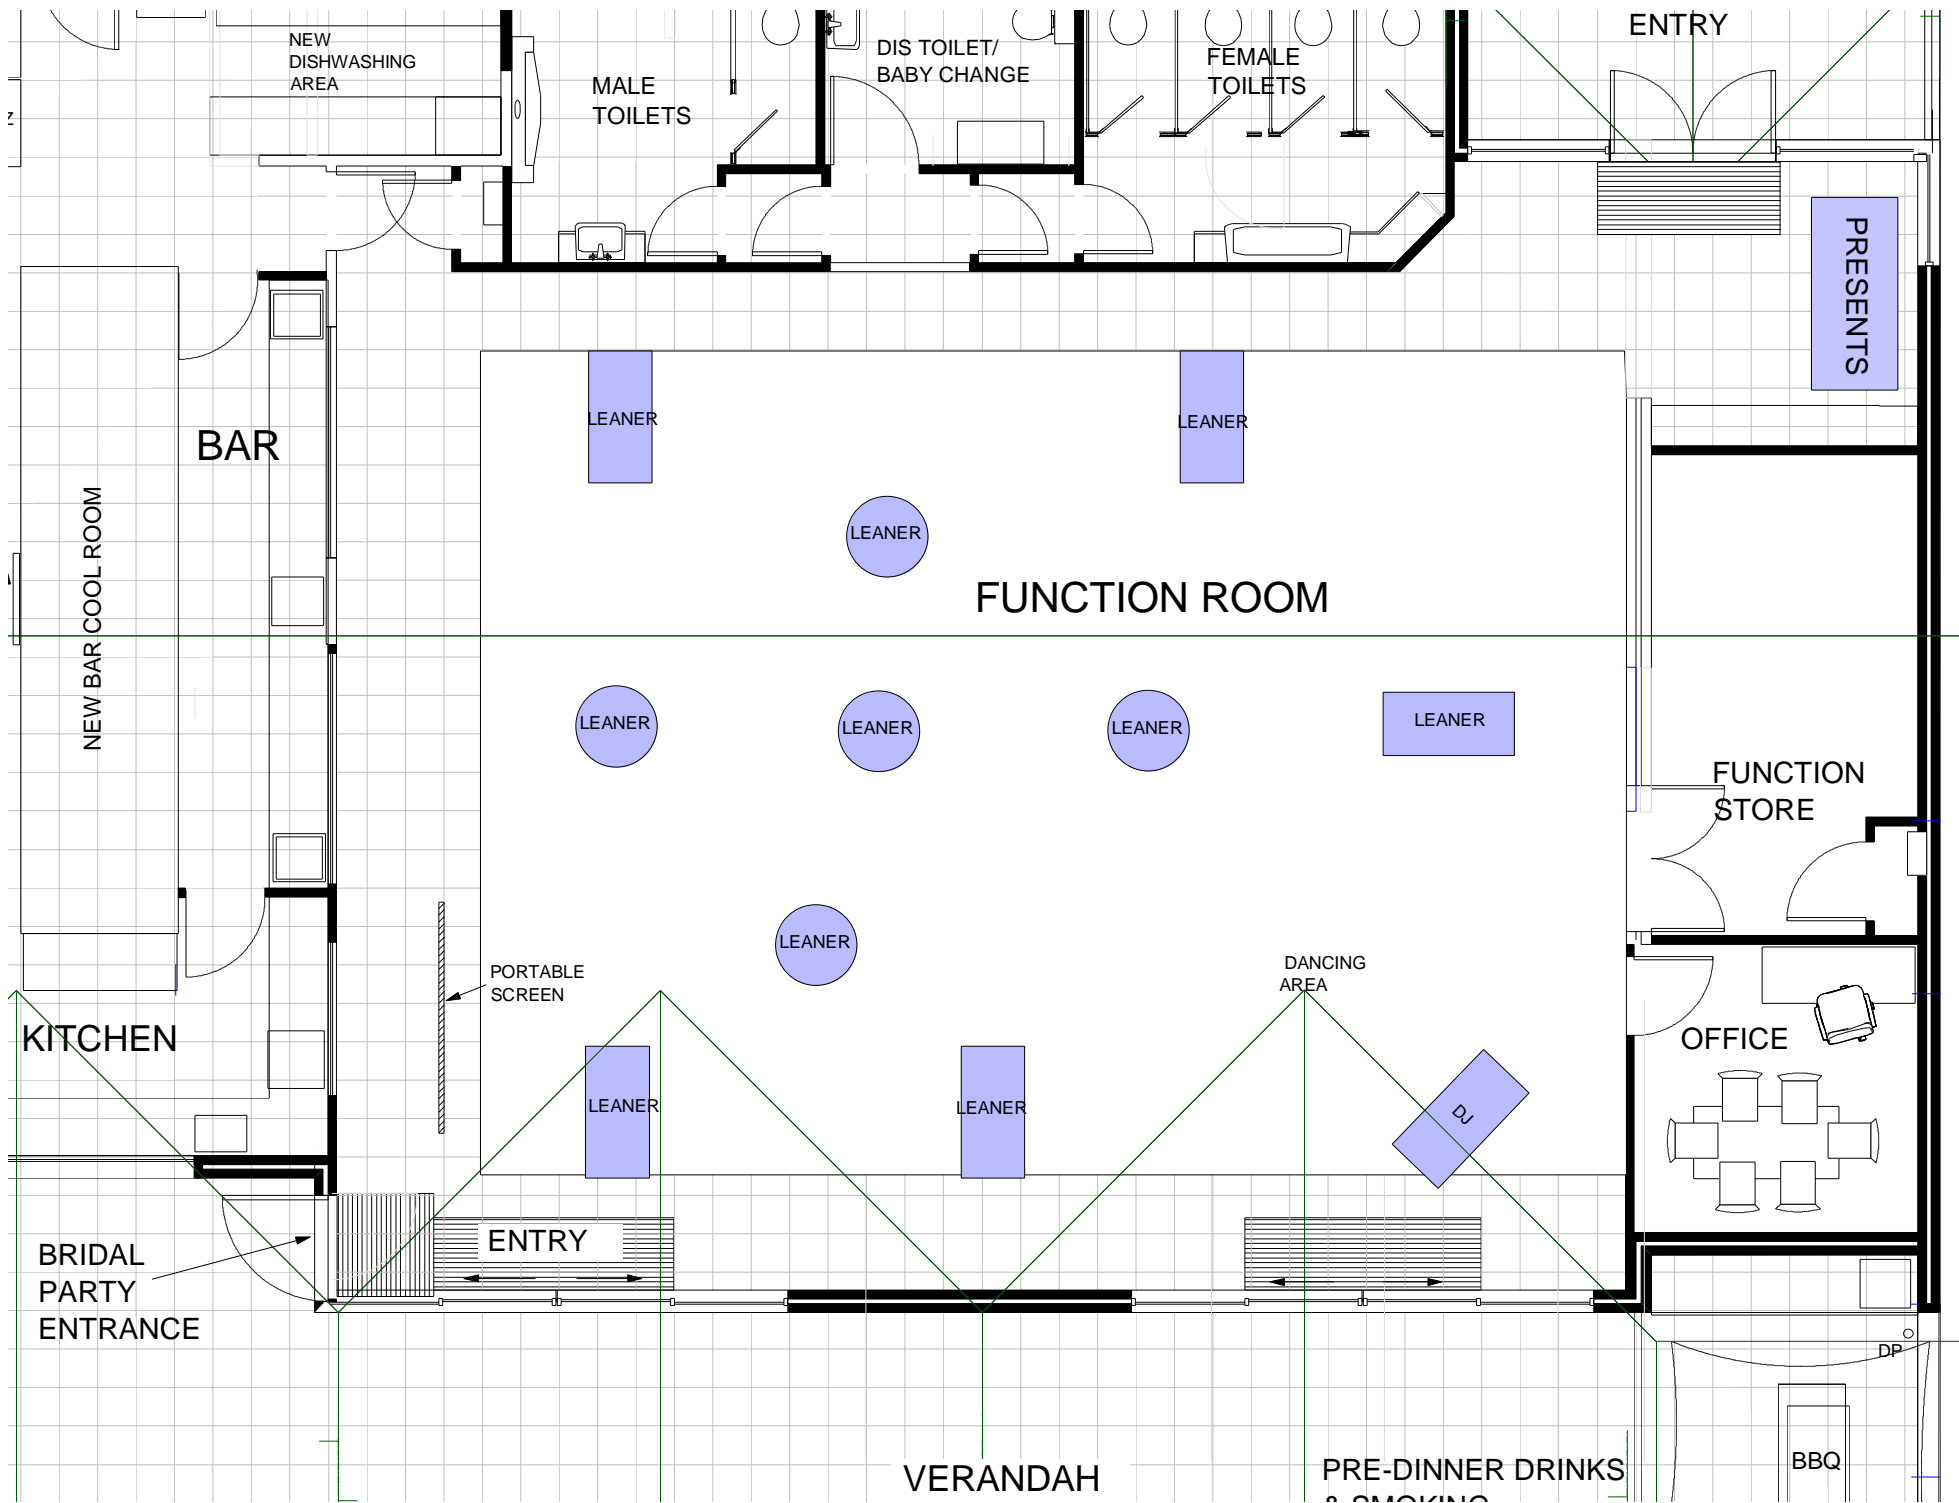 ENTRY
NEW
DISHWASHING
AREA
DIS TOILET/
BABY CHANGE
FEMALE
TOILETS
MALE
TOILETS
PRESENTS
LEANER
LEANER
BAR
NEW BAR COOL ROOM
LEANER
FUNCTION ROOM
LEANER
LEANER
LEANER
LEANER
FUNCTION
STORE
LEANER
PORTABLE
SCREEN
DANCING
AREA
KITCHEN
OFFICE
LEANER
LEANER
DJ
ENTRY
BRIDAL
PARTY
ENTRANCE
DP
BBQ
VERANDAH
PRE-DINNER DRINKS
& SMOKING